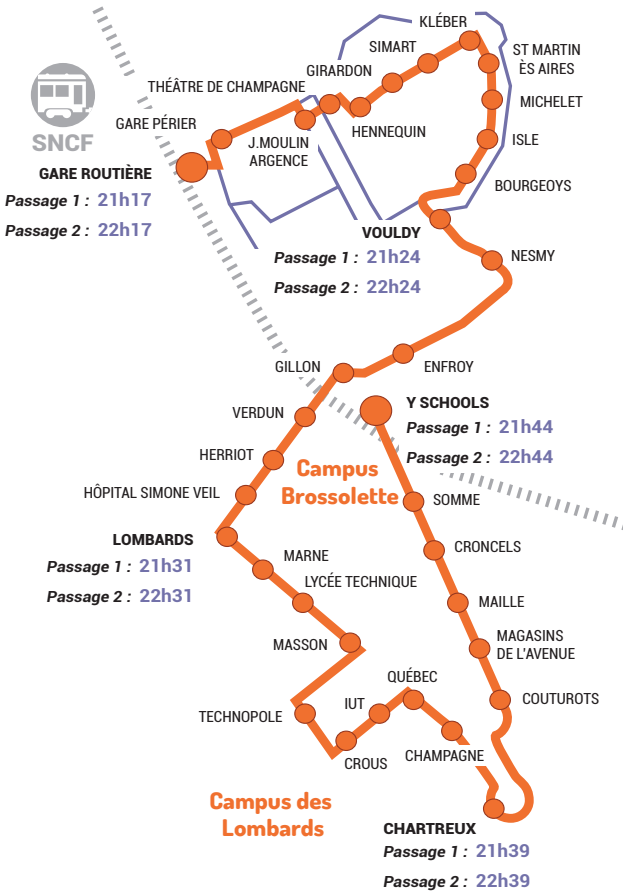 SNCF
GARE ROUTIÈRE
Passage 1 : 21h17
Passage 2 : 22h17
GARE PÉRIER
THÉÂTRE DE CHAMPAGNE
J.MOULIN
ARGENCE
GIRARDON
HENNEQUIN
SIMART
KLÉBER
ST MARTIN
ÈS AIRES
MICHELET
ISLE
BOURGEOYS
VOULDY
Passage 1 : 21h24
Passage 2 : 22h24
NESMY
ENFROY
GILLON
VERDUN
HERRIOT
HÔPITAL SIMONE VEIL
LOMBARDS
Passage 1 : 21h31
Passage 2 : 22h31
MARNE
LYCÉE TECHNIQUE
MASSON
TECHNOPOLE
CROUS
IUT
QUÉBEC
CHAMPAGNE
Campus des
Lombards
CHARTREUX
Passage 1 : 21h39
Passage 2 : 22h39
COUTUROTS
MAGASINS
DE L'AVENUE
MAILLE
CRONCELS
SOMME
Campus
Brossolette
Y SCHOOLS
Passage 1 : 21h44
Passage 2 : 22h44